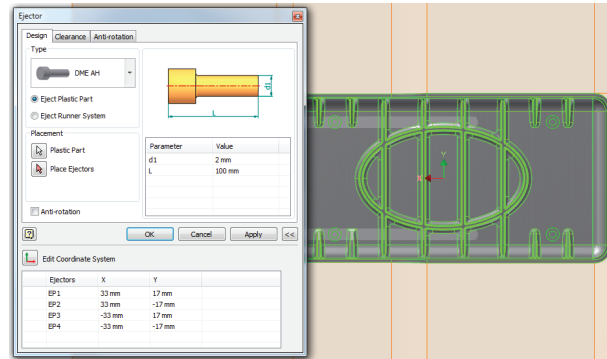 Ejector
Design Clearance Anti-rotation
Type
DME AH
Eject Plastic Part
Eject Runner System
Placement
Plastic Part
Place Ejectors
Anti-rotation
d1
L
Parameter Value
d1 2 mm
L 100 mm
? OK Cancel Apply <<
Edit Coordinate System
Ejectors X Y
EP1 33 mm 17 mm
EP2 33 mm -17 mm
EP3 -33 mm 17 mm
EP4 -33 mm -17 mm
Y